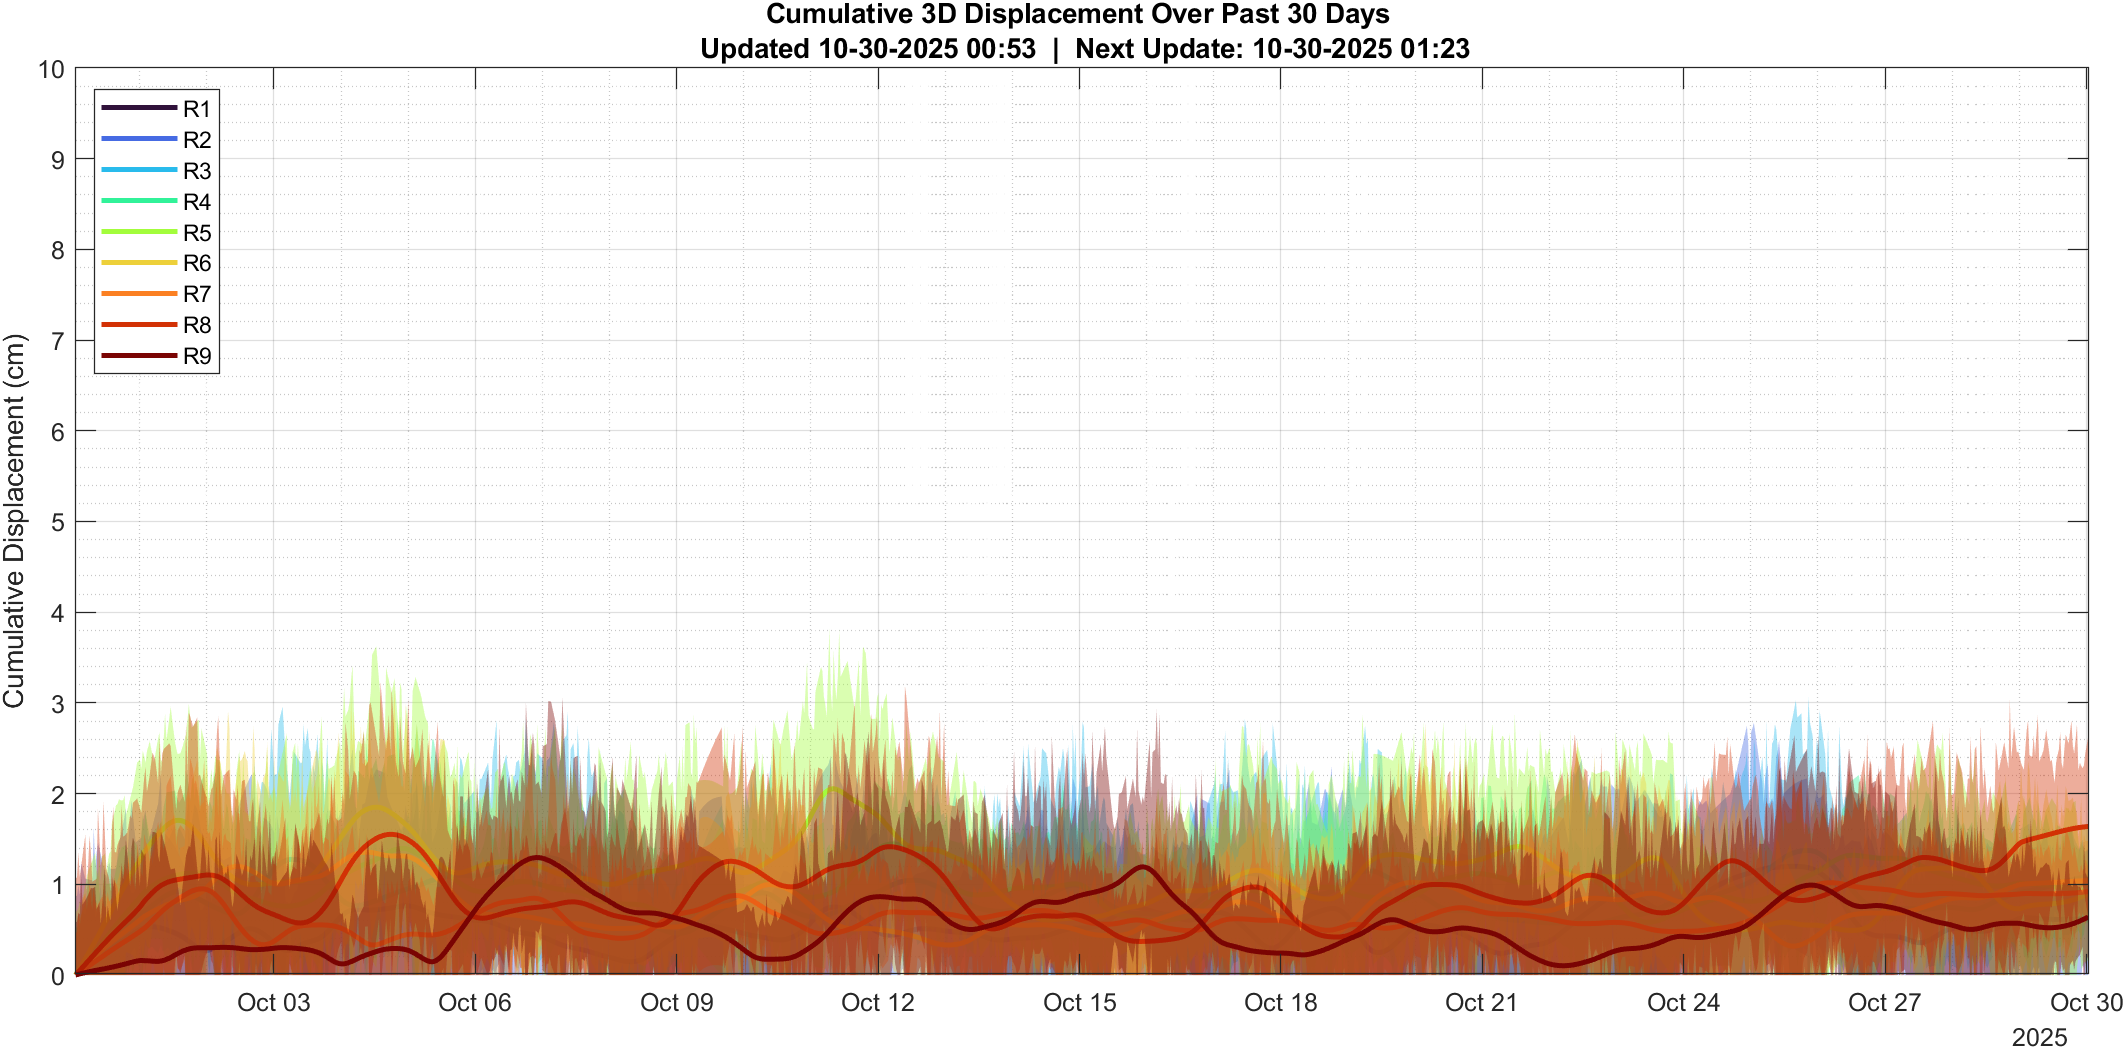 Cumulative 3D Displacement Over Past 30 Days
Updated 10-30-2025 00:53 | Next Update: 10-30-2025 01:23
Cumulative Displacement (cm)
10
9
8
7
6
5
4
3
2
1
0
R1
R2
R3
R4
R5
R6
R7
R8
R9
Oct 03
Oct 06
Oct 09
Oct 12
Oct 15
Oct 18
Oct 21
Oct 24
Oct 27
Oct 30
2025